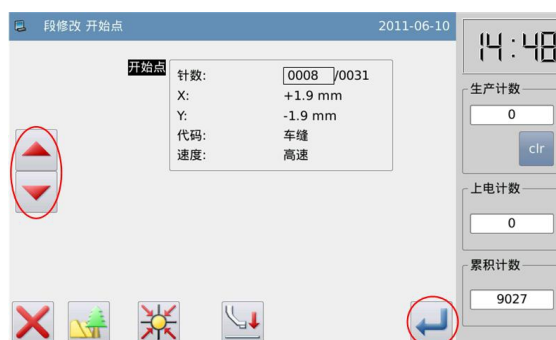 段修改 开始点 2011-06-10
14:48
开始点
针数: 0008 /0031
X: +1.9 mm
Y: -1.9 mm
代码: 车缝
速度: 高速
生产计数
0
clr
上电计数
0
累积计数
9027